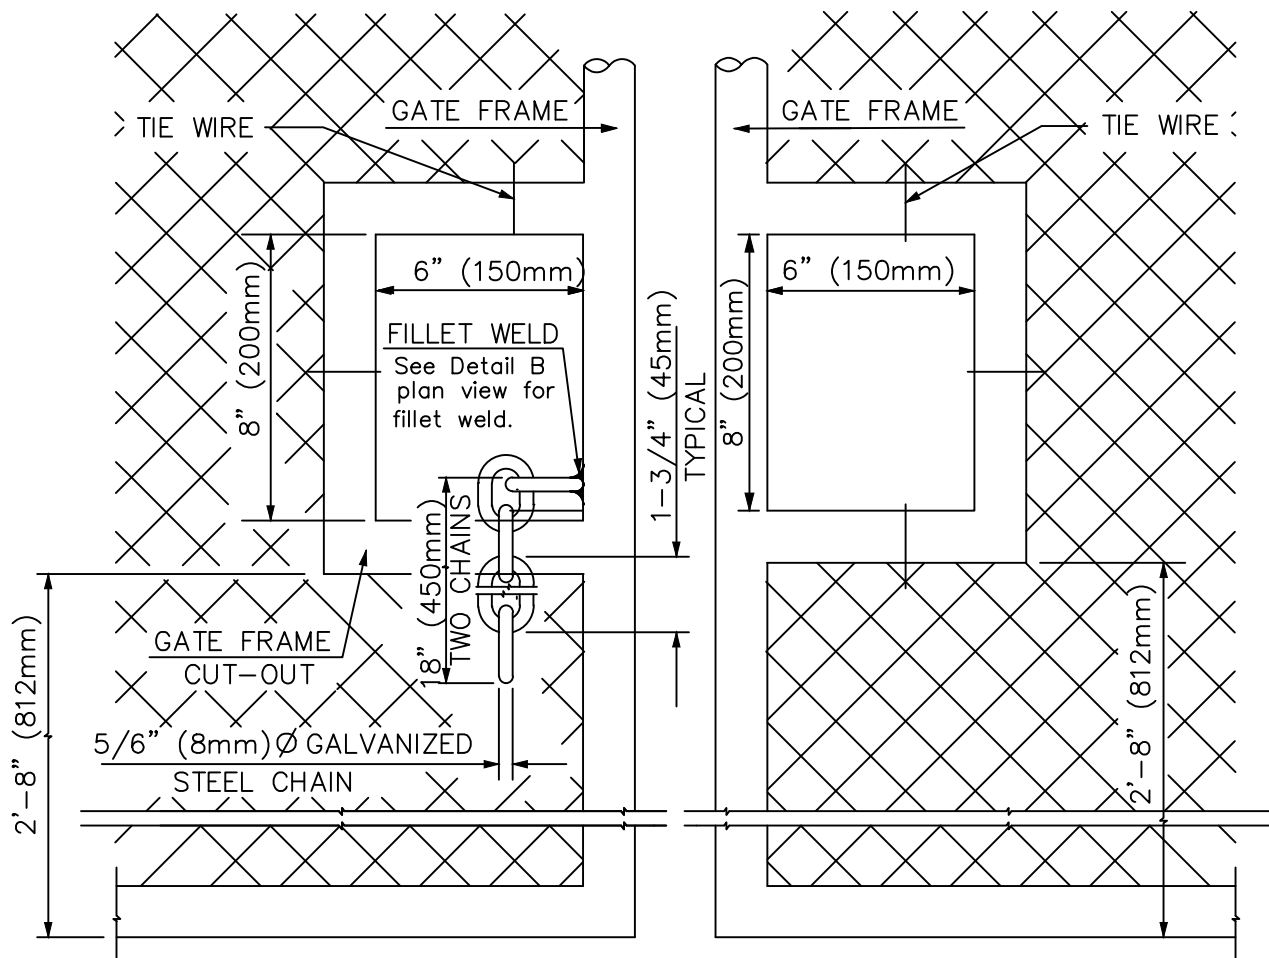 GATE FRAME
TIE WIRE
GATE FRAME
TIE WIRE
6” (150mm)
8” (200mm)
FILLET WELD
See Detail B
plan view for
fillet weld.
1-3/4” (45mm)
TYPICAL
6” (150mm)
8” (200mm)
18” (450mm)
TWO CHAINS
GATE FRAME
CUT-OUT
2’-8” (812mm)
5/6” (8mm)Ø GALVANIZED
STEEL CHAIN
2’-8” (812mm)